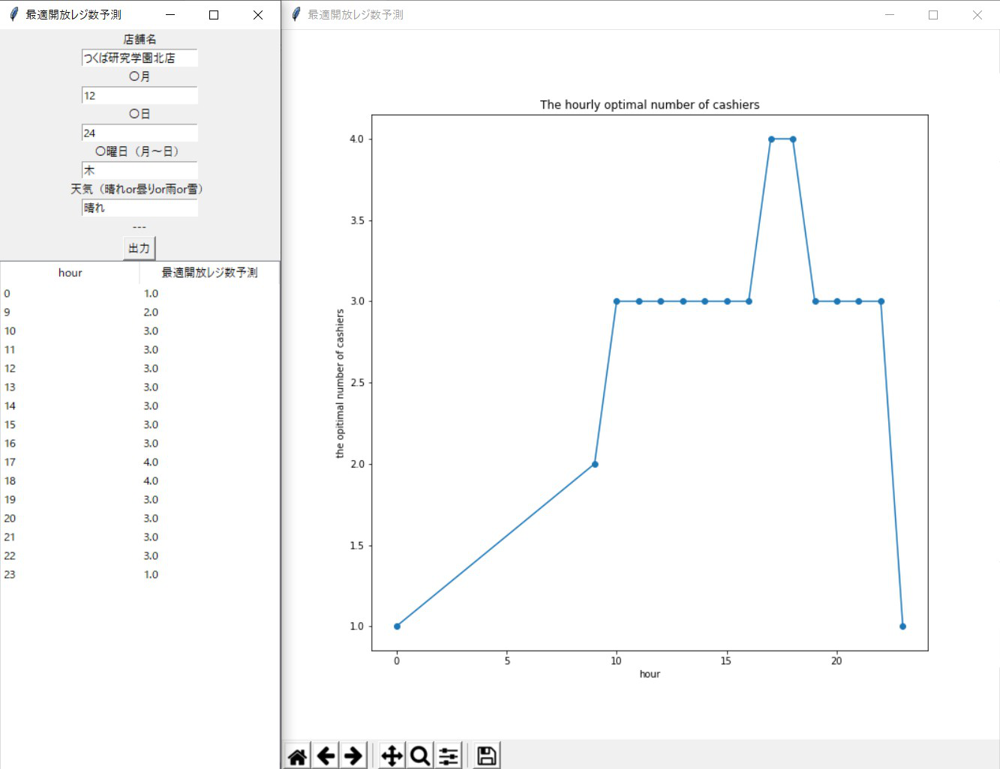 最適開放レジ数予測
店舗名
つくば研究学園北店
〇月
12
〇日
24
〇曜日（月～日）
木
天気（晴れor曇りor雨or雪）
晴れ
---
出力
hour 最適開放レジ数予測
0 1.0
9 2.0
10 3.0
11 3.0
12 3.0
13 3.0
14 3.0
15 3.0
16 3.0
17 4.0
18 4.0
19 3.0
20 3.0
21 3.0
22 3.0
23 1.0
最適開放レジ数予測
The hourly optimal number of cashiers
the opitimal number of cashiers
4.0
3.5
3.0
2.5
2.0
1.5
1.0
0 5 10 15 20
hour